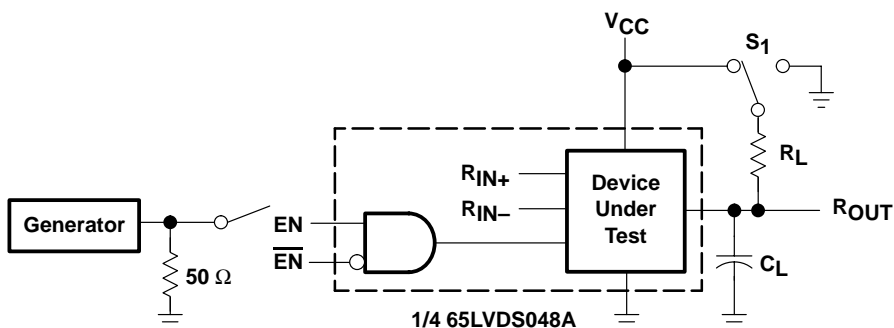 VCC
S1
RL
RIN+
RIN–
Device
Under
Test
Generator
EN
EN
50 Ω
ROUT
CL
1/4 65LVDS048A